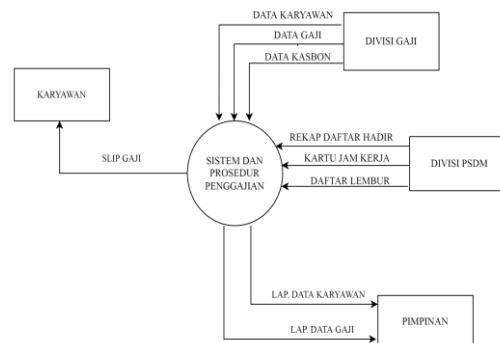 DATA KARYAWAN
DATA GAJI
DATA KASBON
DIVISI GAJI
KARYAWAN
SLIP GAJI
SISTEM DAN
PROSEDUR
PENGGAJIAN
REKAP DAFTAR HADIR
KARTU JAM KERJA
DAFTAR LEMBUR
DIVISI PSDM
LAP. DATA KARYAWAN
LAP. DATA GAJI
PIMPINAN